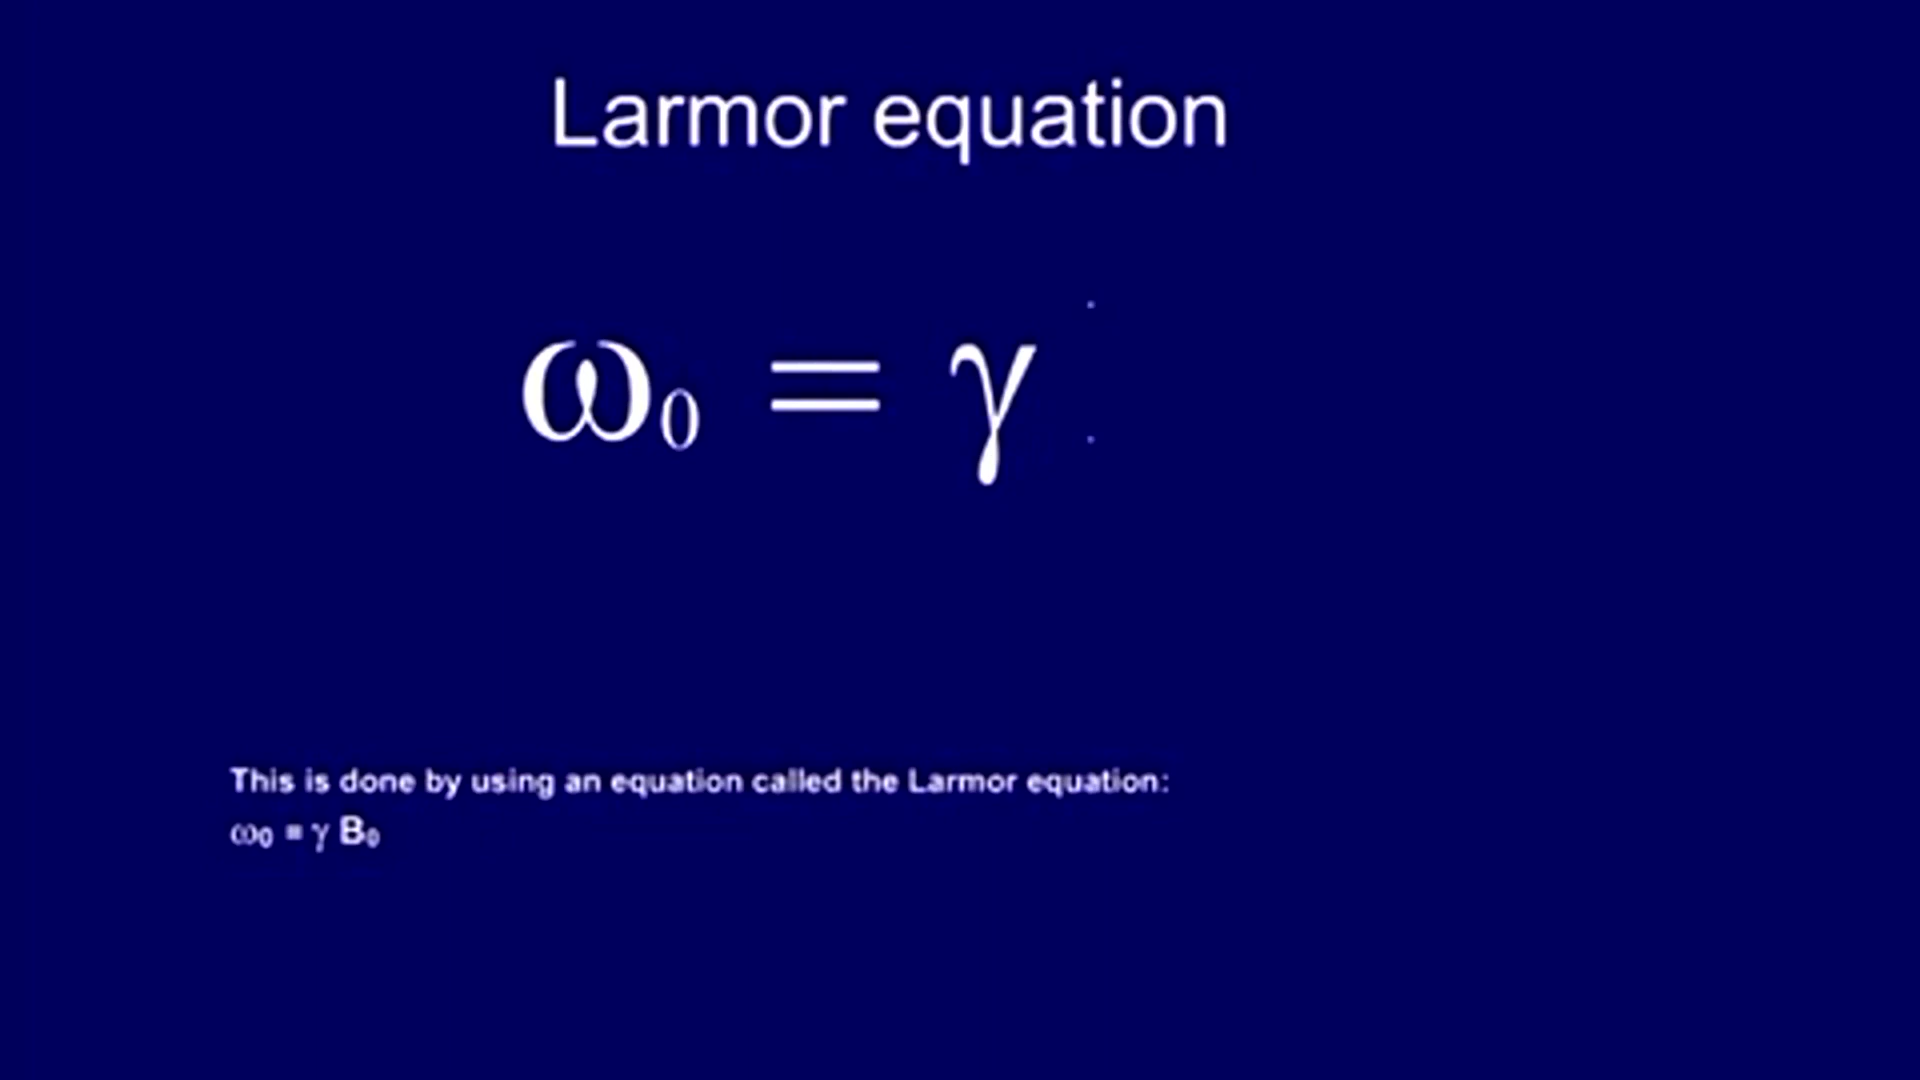 Larmor equation
ω₀ = γ
This is done by using an equation called the Larmor equation:
ω₀ = γ B₀